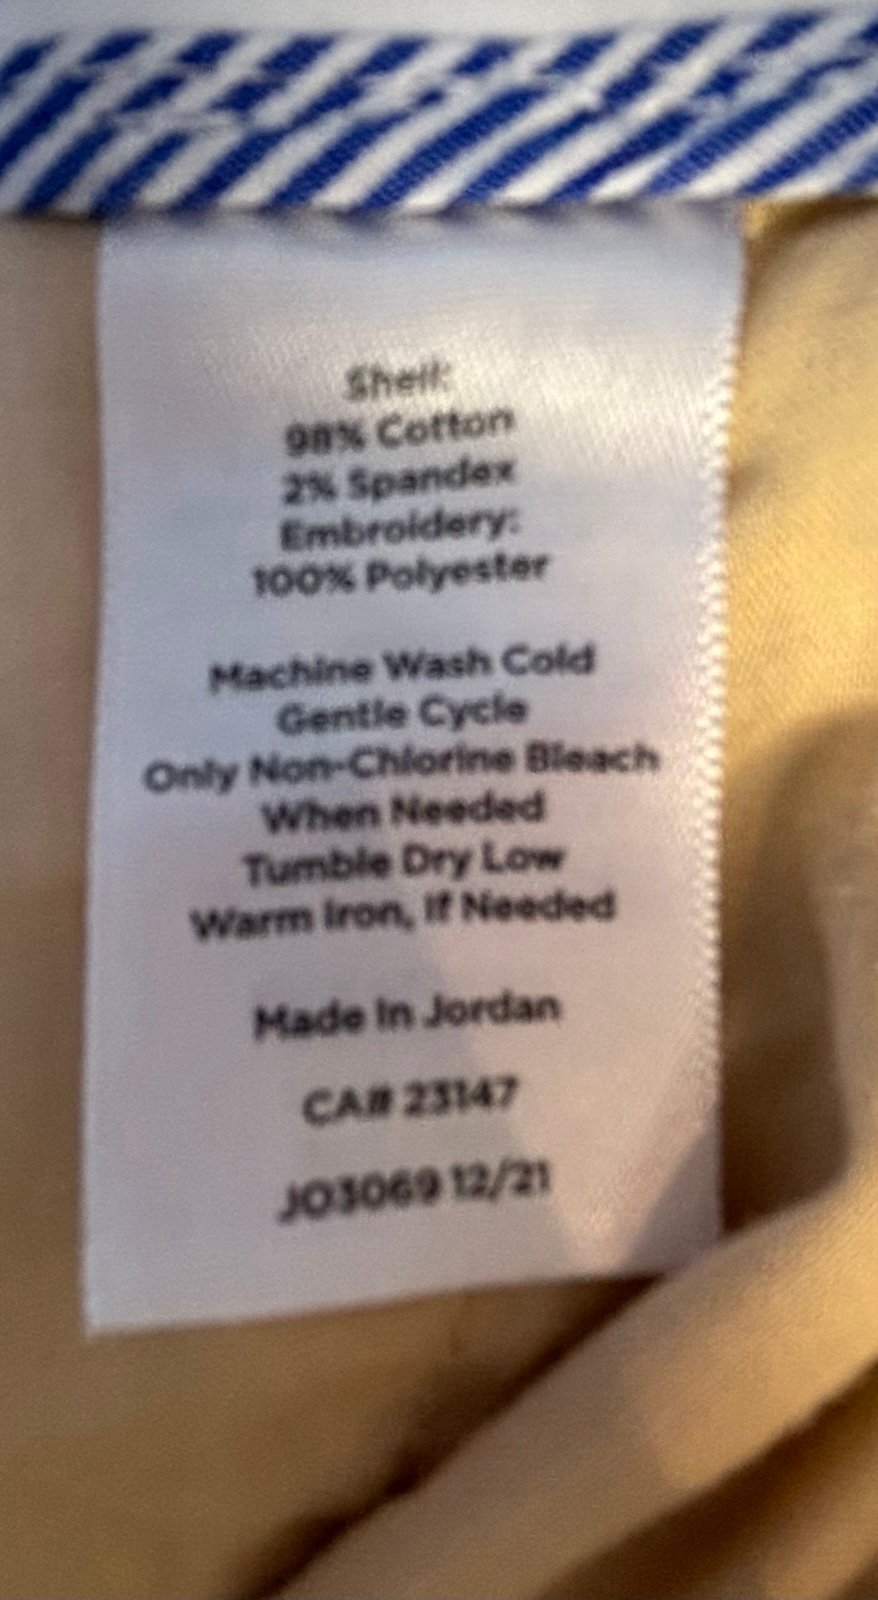 Shell:
98% Cotton
2% Spandex
Embroidery:
100% Polyester
Machine Wash Cold
Gentle Cycle
Only Non-Chlorine Bleach
When Needed
Tumble Dry Low
Warm Iron, If Needed
Made In Jordan
CA# 23147
JO3069 12/21